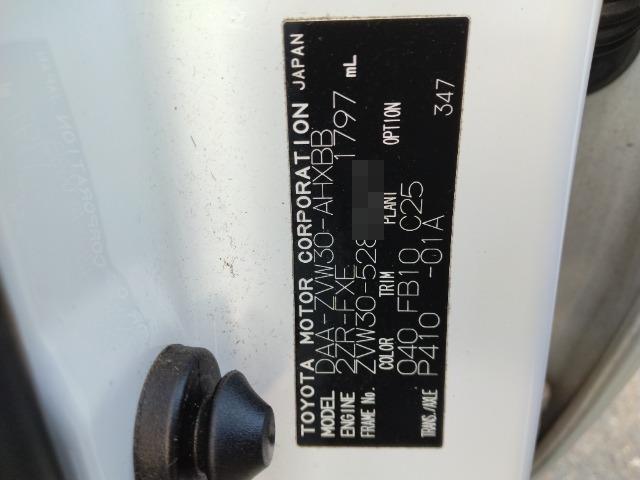 TOYOTA MOTOR CORPORATION JAPAN
MODEL DAA-ZVW30-AHXBB
ENGINE 2ZR-FXE 1797 mL
FRAME No. ZVW30-528
COLOR TRIM PLANT OPTION
040 FB10 C25
TRANS./AXLE P410 -01A 347